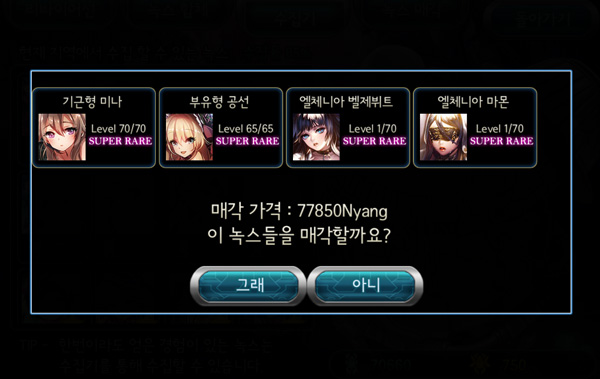 기근형 미나
Level 70/70
SUPER RARE
부유형 공선
Level 65/65
SUPER RARE
엘체니아 벨제뷔트
Level 1/70
SUPER RARE
엘체니아 마몬
Level 1/70
SUPER RARE
매각 가격 : 77850Nyang
이 녹스들을 매각할까요?
그래
아니